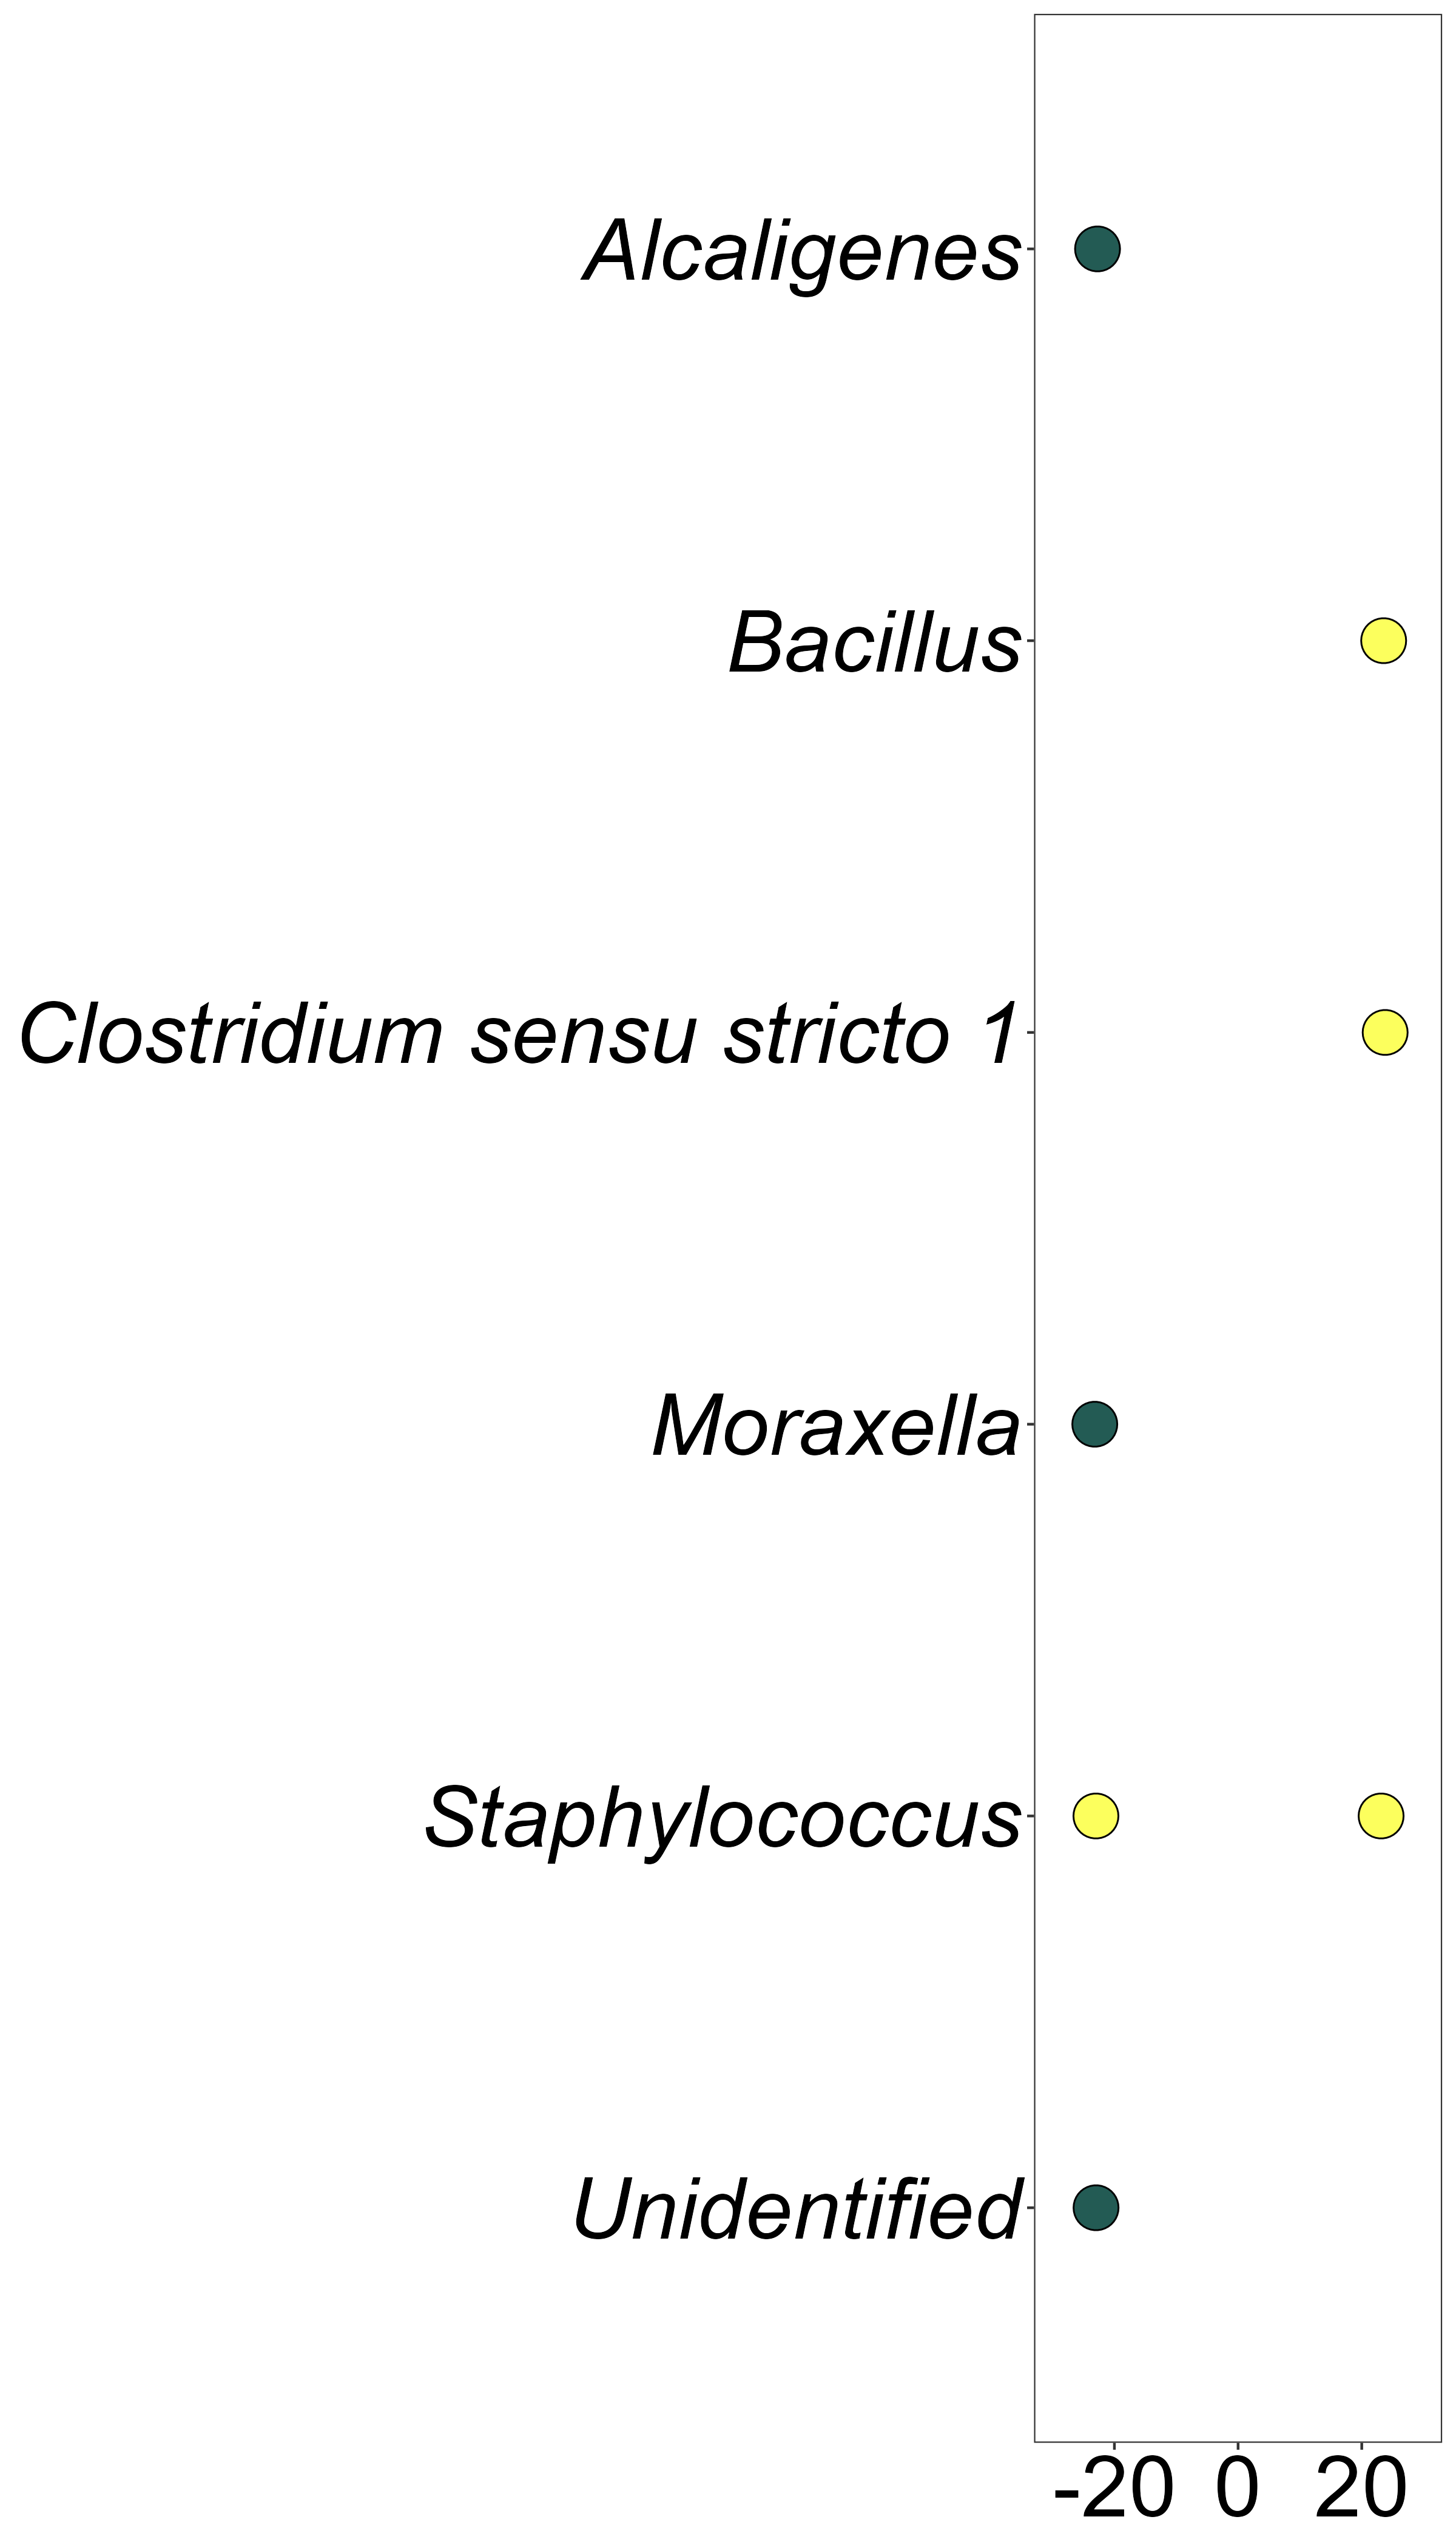 Alcaligenes
Bacillus
Clostridium sensu stricto 1
Moraxella
Staphylococcus
Unidentified
-20 0 20